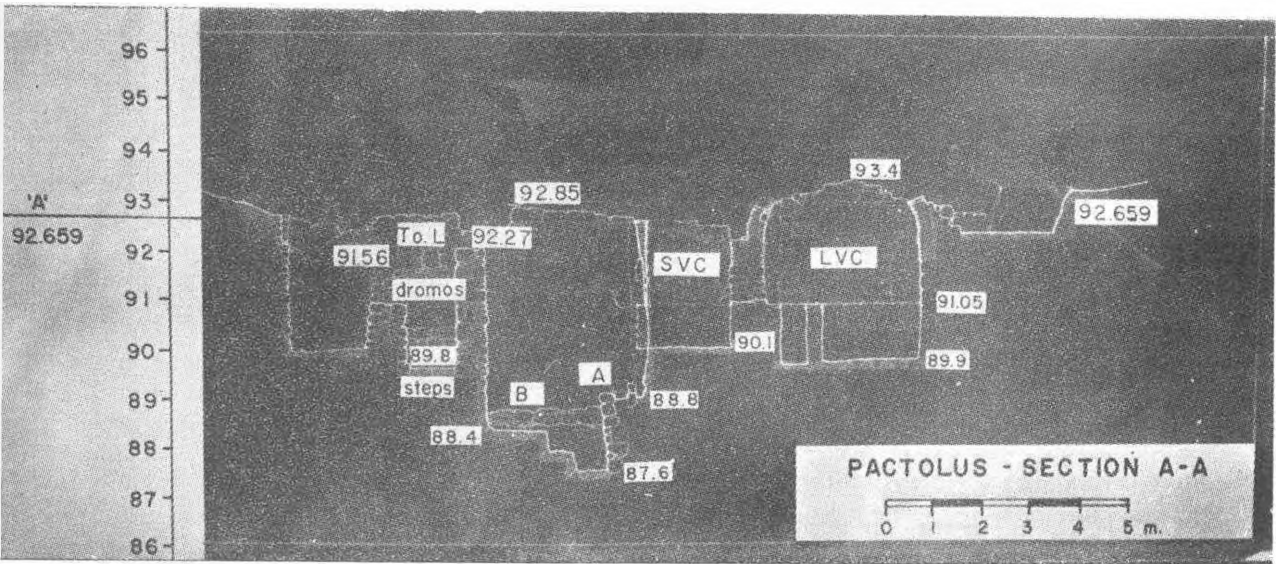 96
95
94
93
92
91
90
89
88
87
86
'A'
92.659
91.56
To. L
dromos
89.8
steps
92.27
92.85
B
A
88.4
87.6
88.8
SVC
90.1
LVC
93.4
91.05
89.9
92.659
PACTOLUS - SECTION A-A
0 1 2 3 4 5 m.